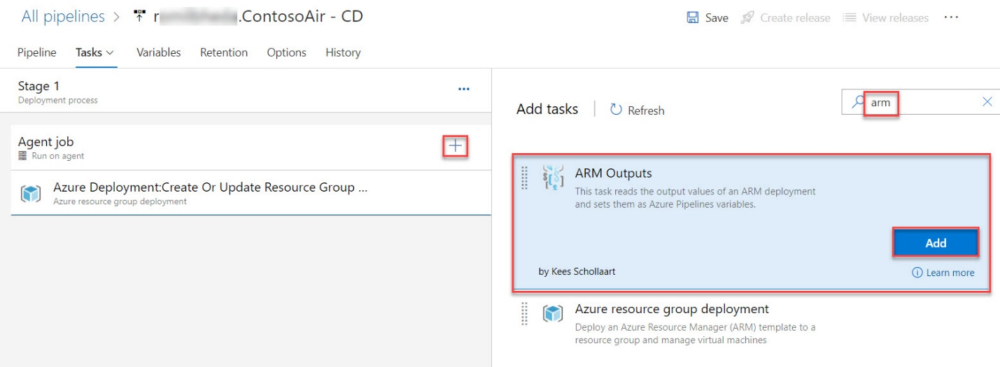 All pipelines > .ContosoAir - CD
Save Create release View releases ...
Pipeline Tasks Variables Retention Options History
Stage 1
Deployment process
...
Add tasks
Refresh
arm
Agent job
Run on agent
Azure Deployment:Create Or Update Resource Group ...
Azure resource group deployment
ARM Outputs
This task reads the output values of an ARM deployment
and sets them as Azure Pipelines variables.
Add
by Kees Schollaart
Learn more
Azure resource group deployment
Deploy an Azure Resource Manager (ARM) template to a
resource group and manage virtual machines